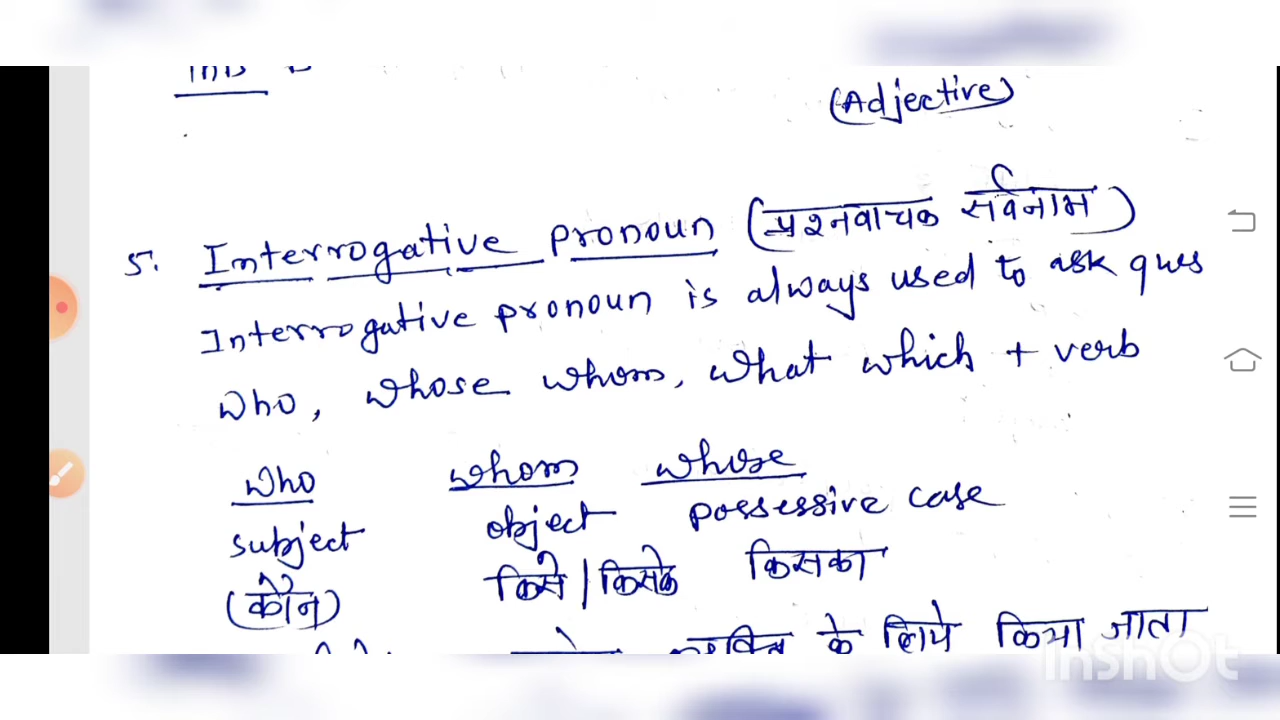 (Adjective)
5. Interrogative pronoun (प्रश्नवाचक सर्वनाम)
Interrogative pronoun is always used to ask ques
Who, whose whom, what which + verb
Who whom whose
subject object possessive case
(कौन) किसे | किसके किसका
के लिये किया जाता
InShOt